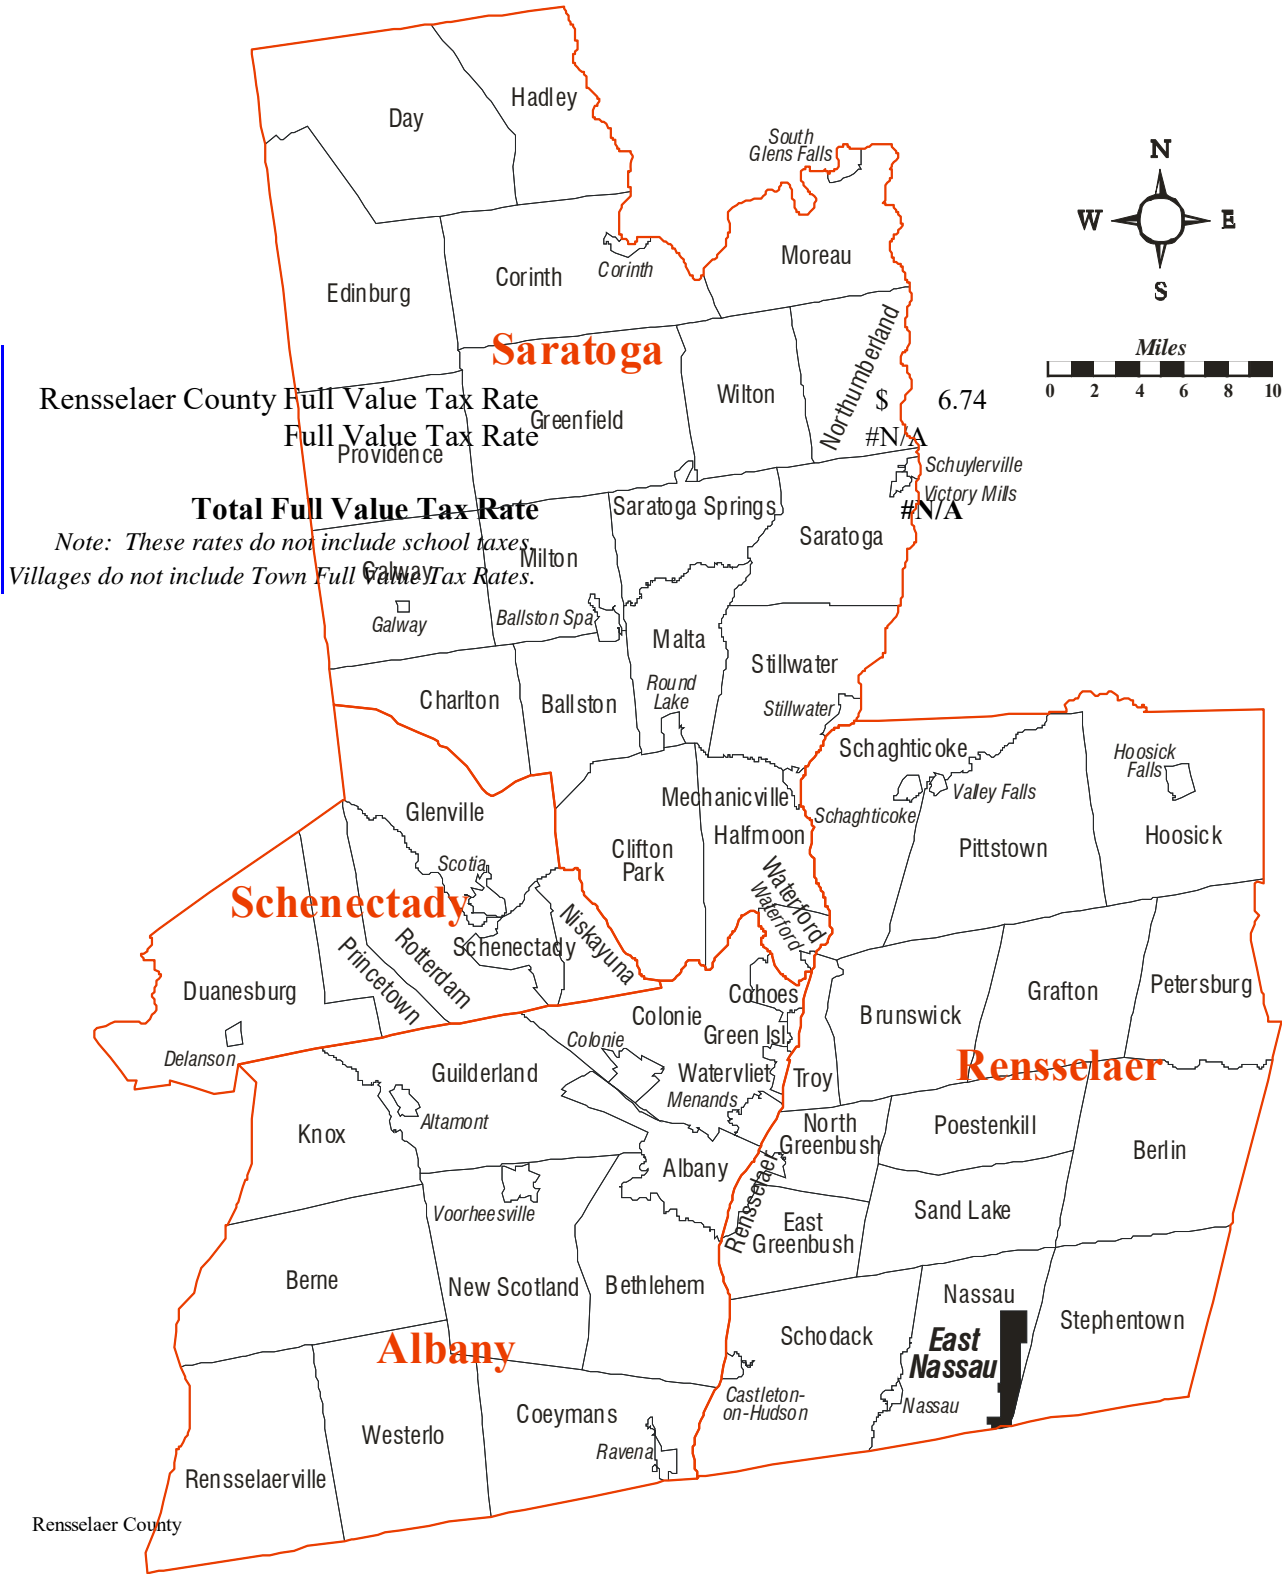 Hadley
Day
South
Glens Falls
N
W
E
S
Moreau
Corinth
Corinth
Edinburg
Northumberland
Saratoga
Miles
0 2 4 6 8 10
Wilton
Rensselaer County Full Value Tax Rate $ 6.74
Greenfield
Full Value Tax Rate #N/A
Providence
Schuylerville
Victory Mills
Saratoga Springs
Total Full Value Tax Rate #N/A
Saratoga
Note: These rates do not include school taxes.
Milton
Galway
Villages do not include Town Full Value Tax Rates.
Galway
Ballston Spa
Malta
Stillwater
Round
Lake
Charlton
Ballston
Stillwater
Schaghticoke
Hoosick
Falls
Valley Falls
Mechanicville
Glenville
Schaghticoke
Halfmoon
Hoosick
Clifton
Park
Pittstown
Scotia
Waterford
Waterford
Schenectady
Niskayuna
Schenectady
Rotterdam
Princetown
Duanesburg
Cohoes
Grafton
Petersburg
Colonie
Brunswick
Green Isl
Colonie
Delanson
Rensselaer
Guilderland
Watervliet
Troy
Menands
Altamont
North
Greenbush
Poestenkill
Knox
Berlin
Albany
Rensselaer
Voorheesville
Sand Lake
East
Greenbush
Berne
New Scotland
Bethlehem
Nassau
Stephentown
Schodack
East
Nassau
Albany
Castleton-
on-Hudson
Nassau
Coeymans
Westerlo
Ravena
Rensselaerville
Rensselaer County